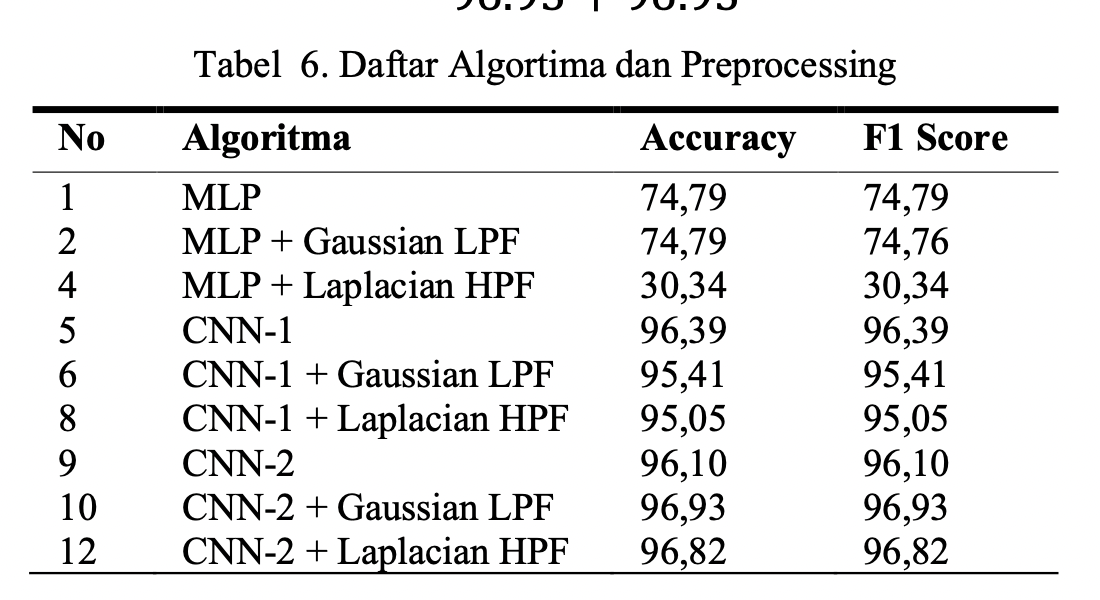 Tabel 6. Daftar Algortima dan Preprocessing
No Algoritma Accuracy F1 Score
1 MLP 74,79 74,79
2 MLP + Gaussian LPF 74,79 74,76
4 MLP + Laplacian HPF 30,34 30,34
5 CNN-1 96,39 96,39
6 CNN-1 + Gaussian LPF 95,41 95,41
8 CNN-1 + Laplacian HPF 95,05 95,05
9 CNN-2 96,10 96,10
10 CNN-2 + Gaussian LPF 96,93 96,93
12 CNN-2 + Laplacian HPF 96,82 96,82